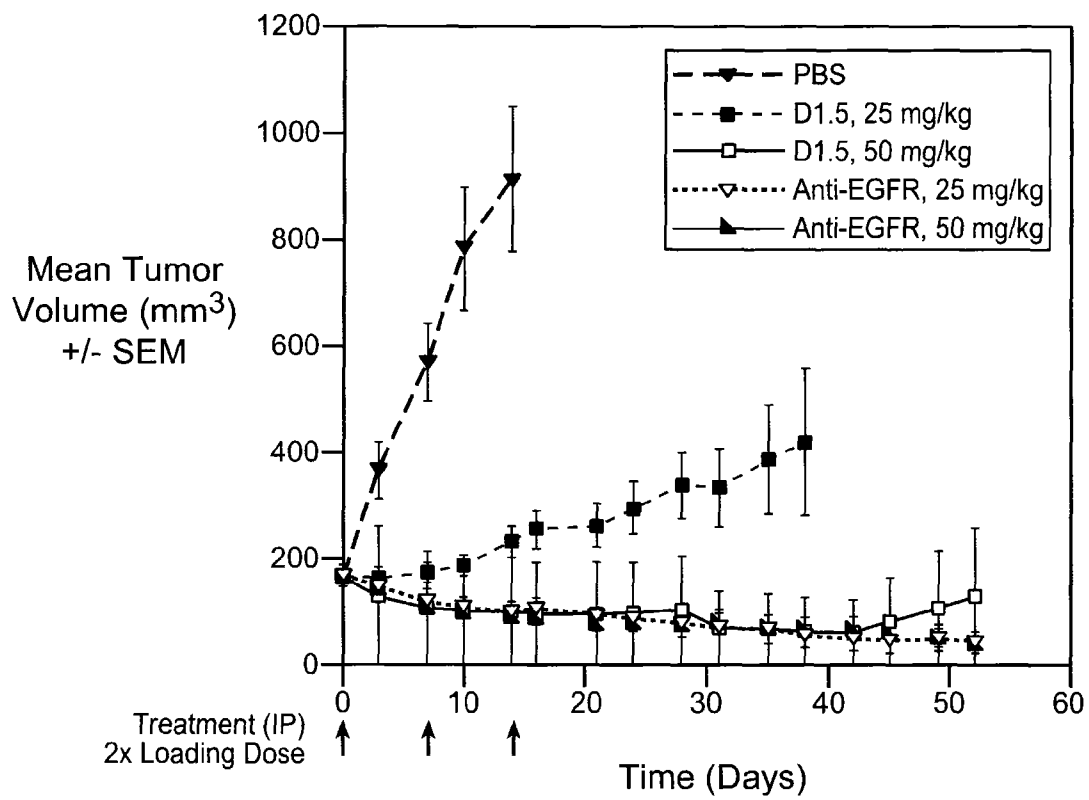 1200
1000
800
600
400
200
0
Mean Tumor
Volume (mm3)
+/- SEM
PBS
D1.5, 25 mg/kg
D1.5, 50 mg/kg
Anti-EGFR, 25 mg/kg
Anti-EGFR, 50 mg/kg
0 10 20 30 40 50 60
Treatment (IP)
2x Loading Dose
Time (Days)